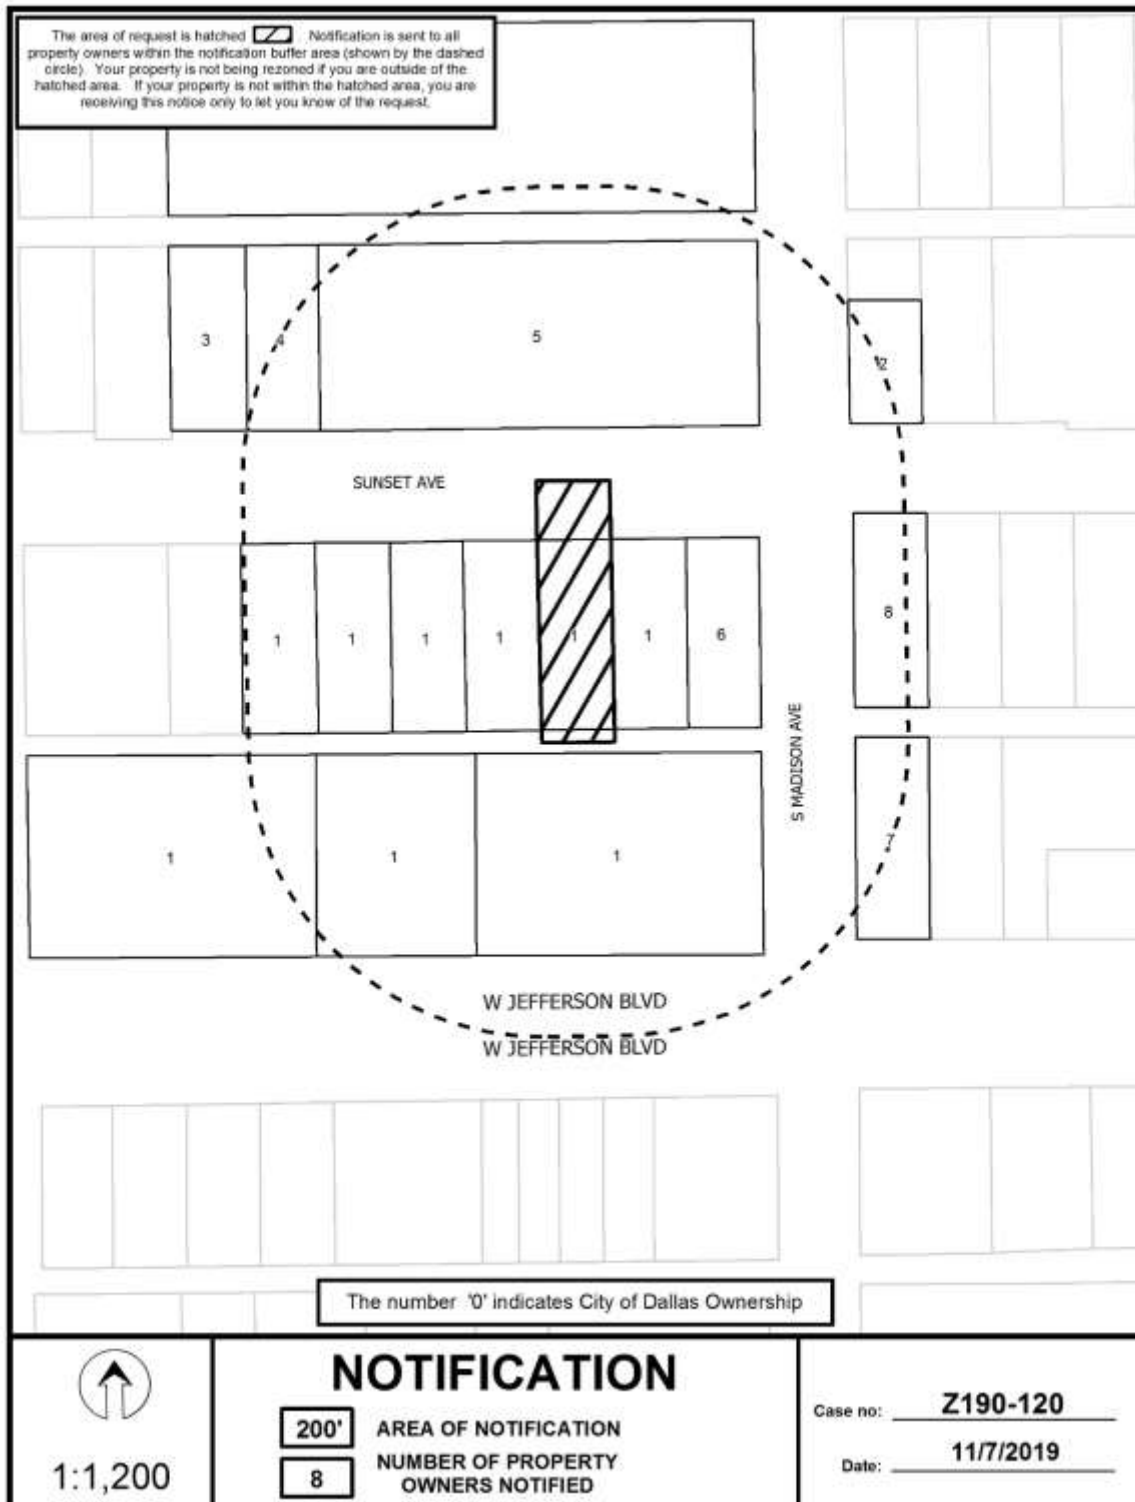 The area of request is hatched . Notification is sent to all
property owners within the notification buffer area (shown by the dashed
circle). Your property is not being rezoned if you are outside of the
hatched area. If your property is not within the hatched area, you are
receiving this notice only to let you know of the request.
3
4
5
2
SUNSET AVE
1
1
1
1
1
1
6
8
S MADISON AVE
1
1
1
7
W JEFFERSON BLVD
W JEFFERSON BLVD
The number '0' indicates City of Dallas Ownership
1:1,200
NOTIFICATION
200' AREA OF NOTIFICATION
8 NUMBER OF PROPERTY
OWNERS NOTIFIED
Case no: Z190-120
Date: 11/7/2019